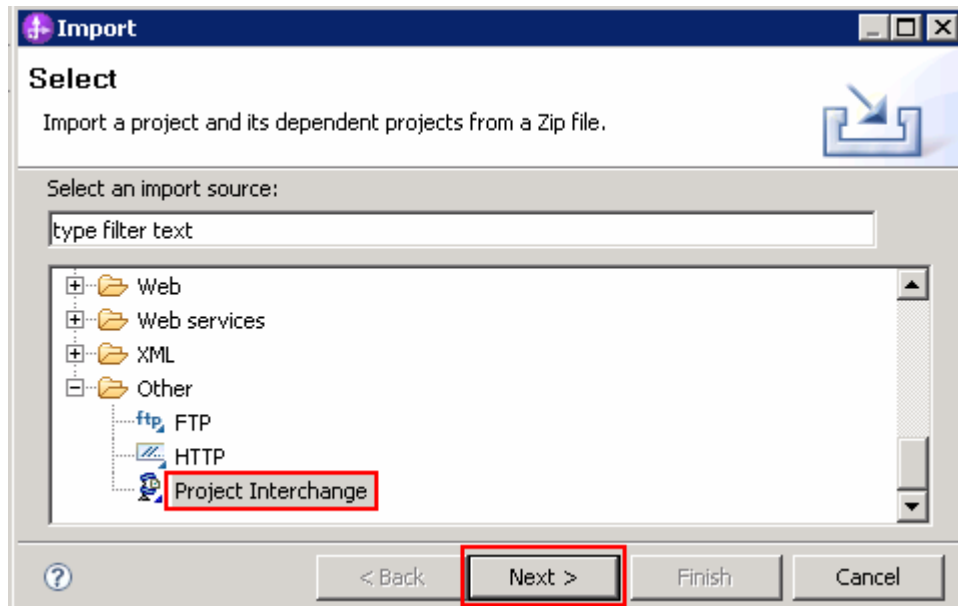 Import
Select
Import a project and its dependent projects from a Zip file.
Select an import source:
type filter text
Web
Web services
XML
Other
ftp FTP
HTTP
Project Interchange
?
< Back
Next >
Finish
Cancel